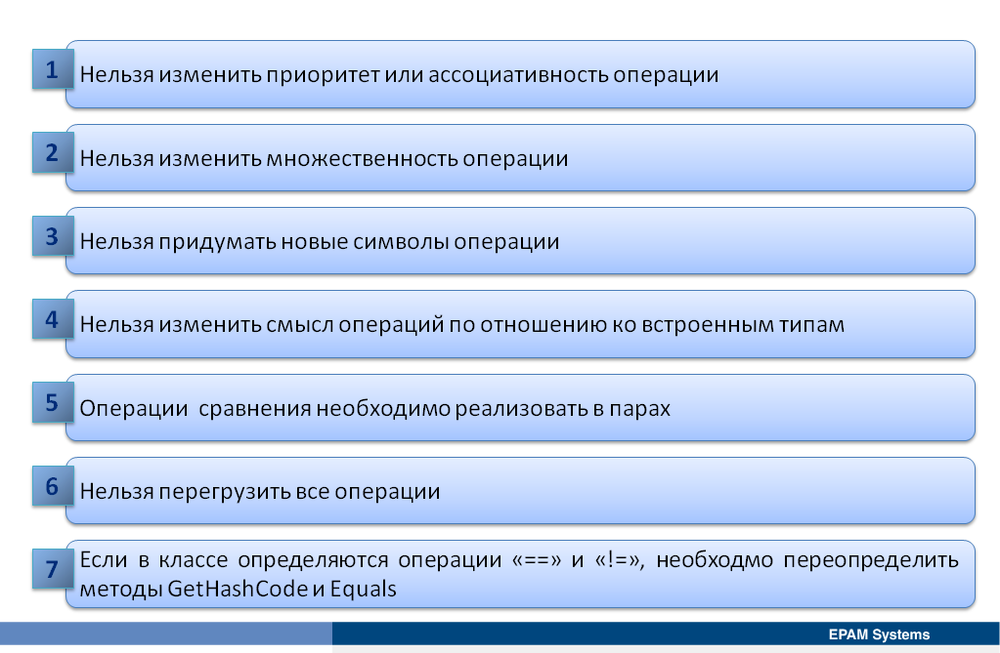 1
Нельзя изменить приоритет или ассоциативность операции
2
Нельзя изменить множественность операции
3
Нельзя придумать новые символы операции
4
Нельзя изменить смысл операций по отношению ко встроенным типам
5
Операции сравнения необходимо реализовать в парах
6
Нельзя перегрузить все операции
7
Если в классе определяются операции «==» и «!=», необходмо переопределить
методы GetHashCode и Equals
EPAM Systems